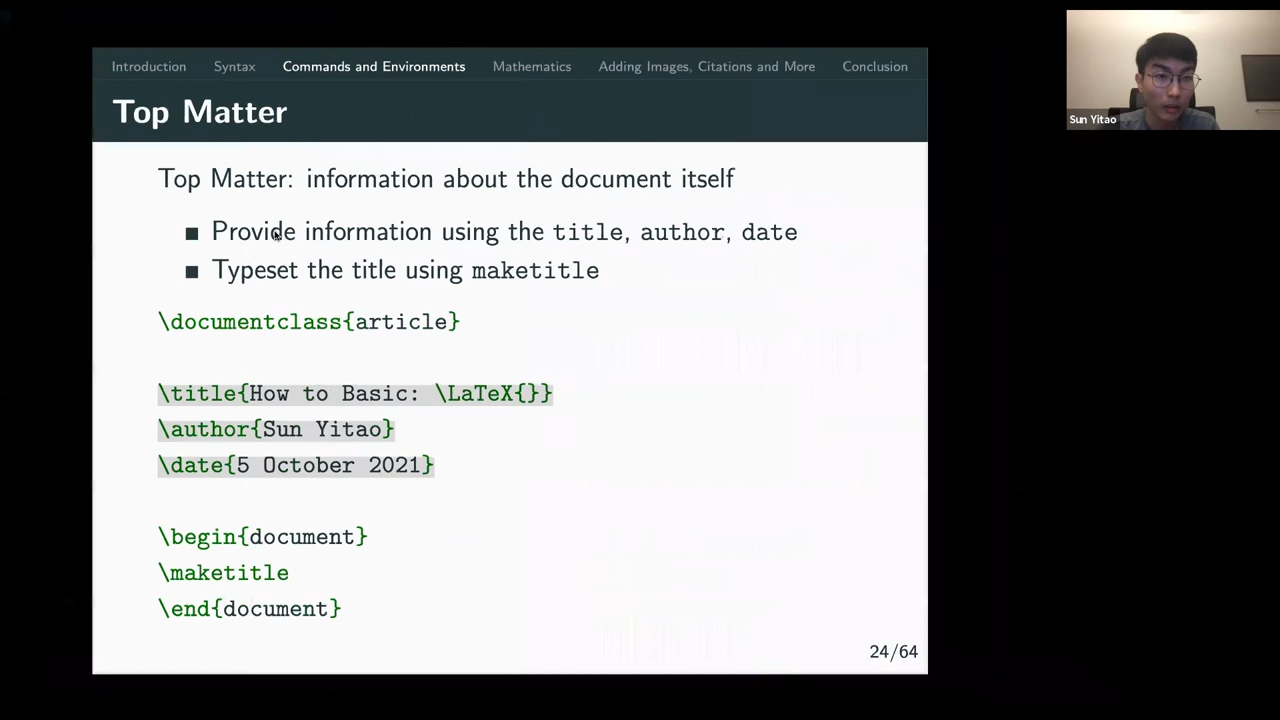 Introduction Syntax Commands and Environments Mathematics Adding Images, Citations and More Conclusion
Top Matter
Top Matter: information about the document itself
Provide information using the title, author, date
Typeset the title using maketitle
\documentclass{article}
\title{How to Basic: \LaTeX{}}
\author{Sun Yitao}
\date{5 October 2021}
\begin{document}
\maketitle
\end{document}
24/64
Sun Yitao